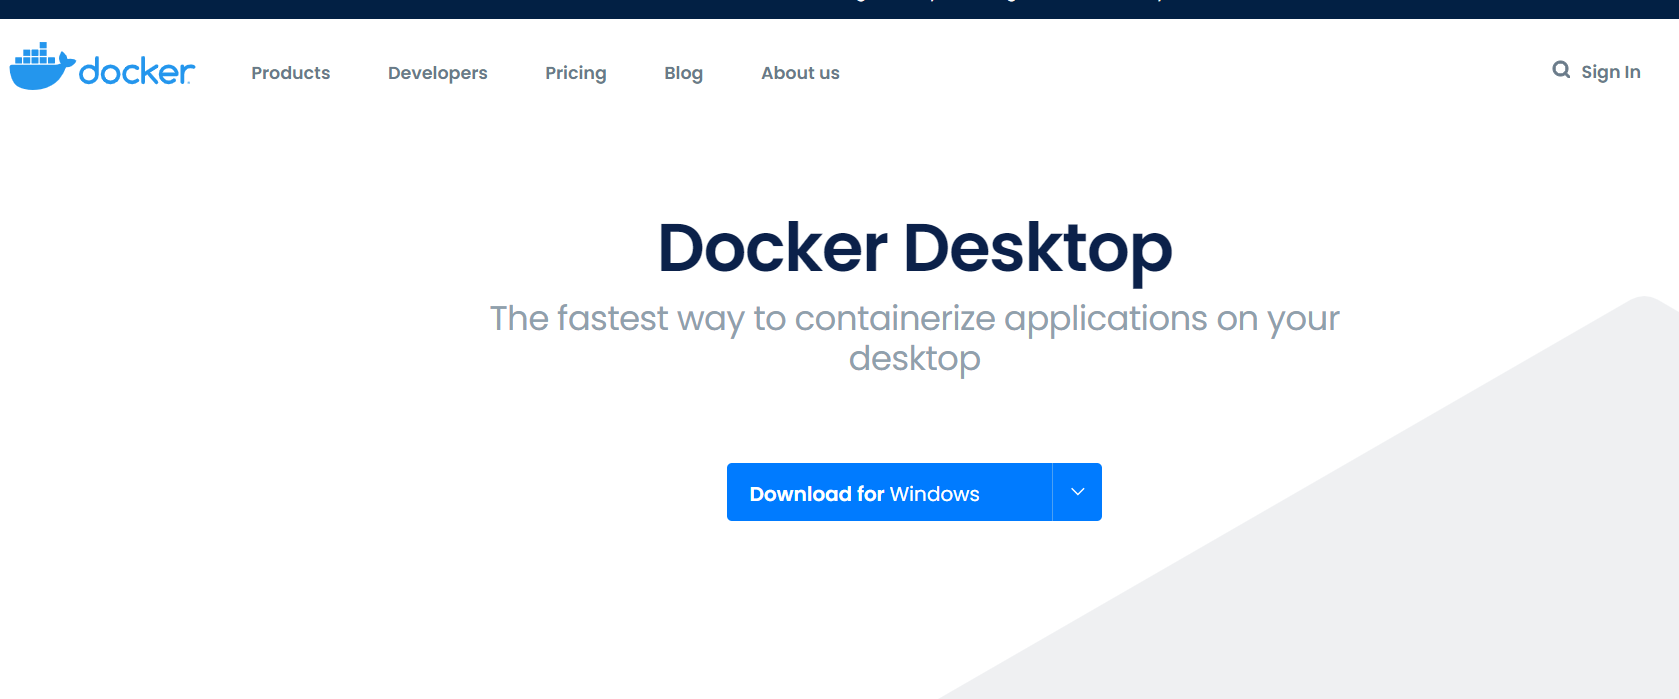 docker
Products
Developers
Pricing
Blog
About us
Sign In
Docker Desktop
The fastest way to containerize applications on your
desktop
Download for Windows